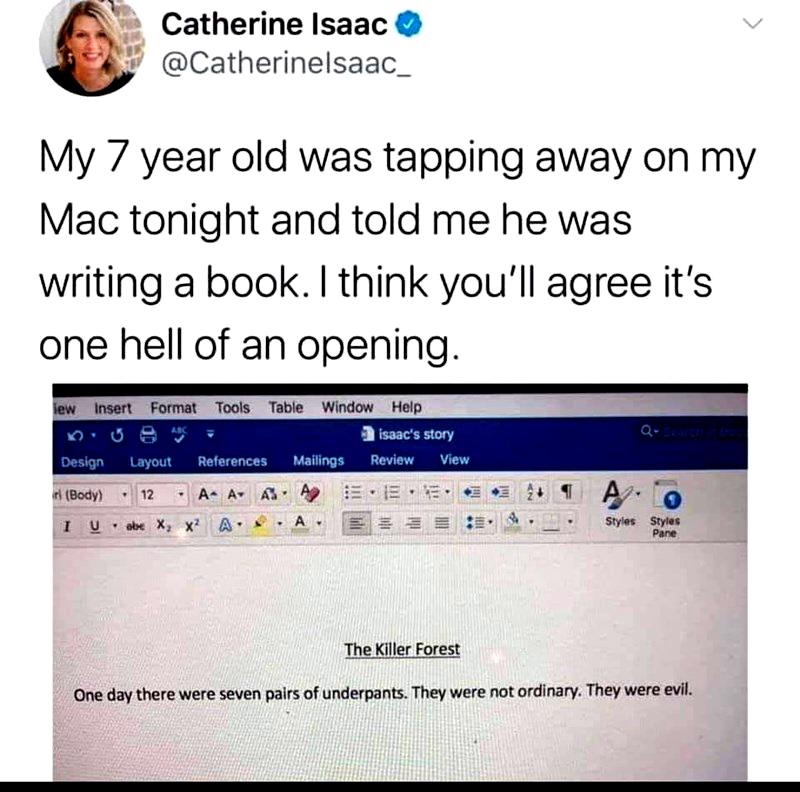 Catherine Isaac
@CatherineIsaac_
My 7 year old was tapping away on my
Mac tonight and told me he was
writing a book. I think you'll agree it's
one hell of an opening.
iew Insert Format Tools Table Window Help
isaac's story
Design Layout References Mailings Review View
ri (Body) 12 A A A A
I U abc X₂ X² A A
Styles Styles
Pane
The Killer Forest
One day there were seven pairs of underpants. They were not ordinary. They were evil.